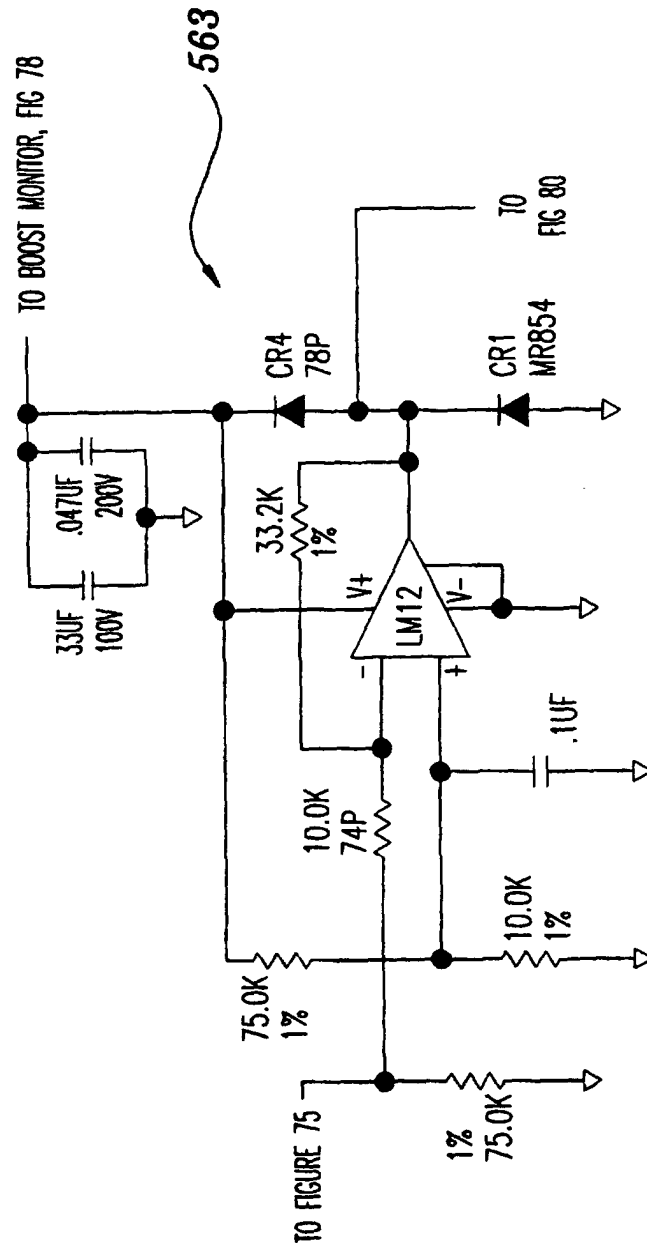 TO BOOST MONITOR, FIG 78
563
33UF
100V
.047UF
200V
CR4
78P
TO
FIG 80
33.2K
1%
V+
LM12
V-
-
+
CR1
MR854
10.0K
74P
.1UF
75.0K
1%
10.0K
1%
TO FIGURE 75
1%
75.0K